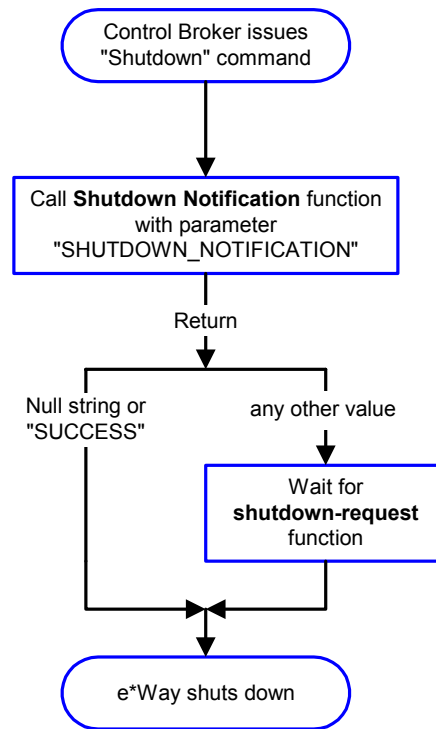 Control Broker issues
"Shutdown" command
Call Shutdown Notification function
with parameter
"SHUTDOWN_NOTIFICATION"
Return
Null string or
"SUCCESS"
any other value
Wait for
shutdown-request
function
e*Way shuts down